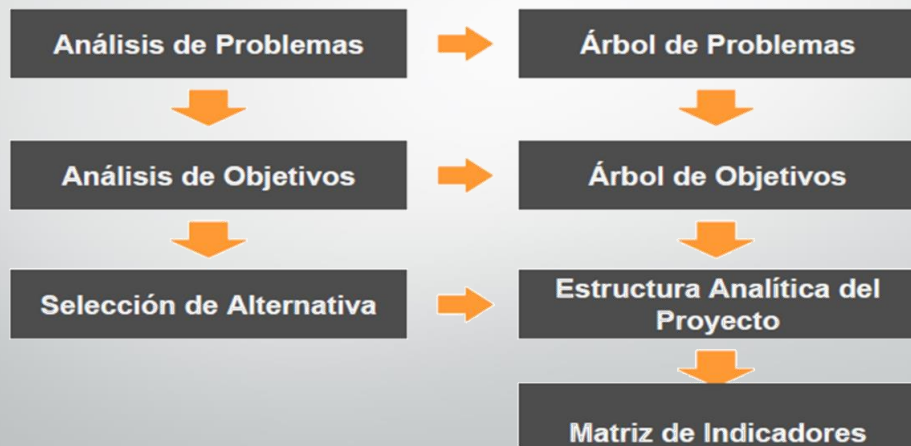 Análisis de Problemas
Árbol de Problemas
Análisis de Objetivos
Árbol de Objetivos
Selección de Alternativa
Estructura Analítica del
Proyecto
Matriz de Indicadores